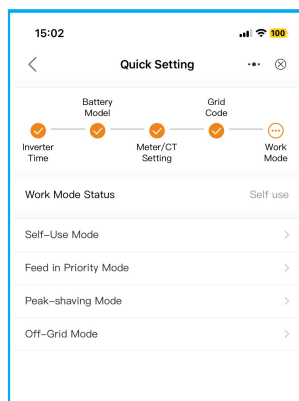 15:02
100
Quick Setting
Battery
Model
Grid
Code
Inverter
Time
Meter/CT
Setting
Work
Mode
Work Mode Status
Self use
Self-Use Mode
Feed in Priority Mode
Peak-shaving Mode
Off-Grid Mode